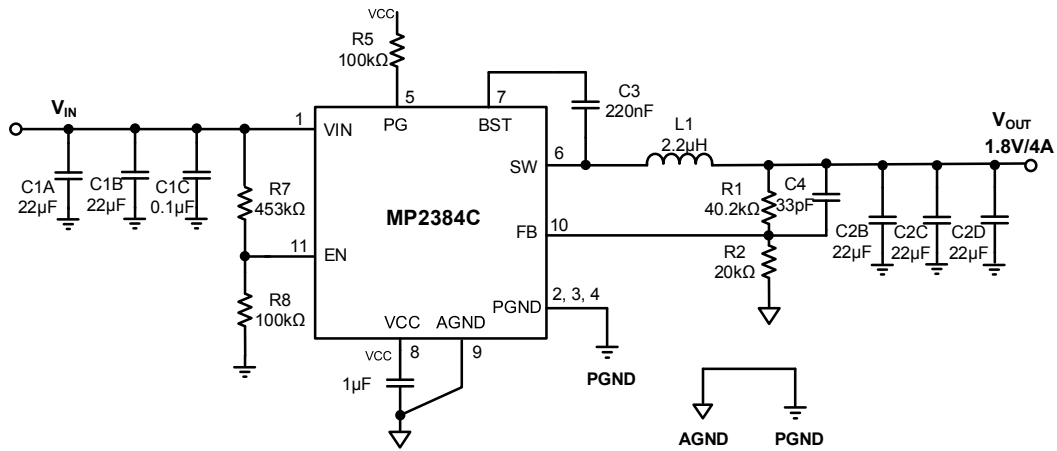 VCC
R5
100kΩ
5
7
C3
220nF
VIN
1
VIN
PG
BST
L1
2.2μH
VOUT
1.8V/4A
6
SW
C1A
22μF
C1B
22μF
C1C
0.1μF
R7
453kΩ
MP2384C
R1
40.2kΩ
C4
33pF
10
FB
C2B
22μF
C2C
22μF
C2D
22μF
11
EN
R2
20kΩ
R8
100kΩ
2, 3, 4
PGND
VCC
AGND
VCC
8
9
1μF
PGND
AGND
PGND